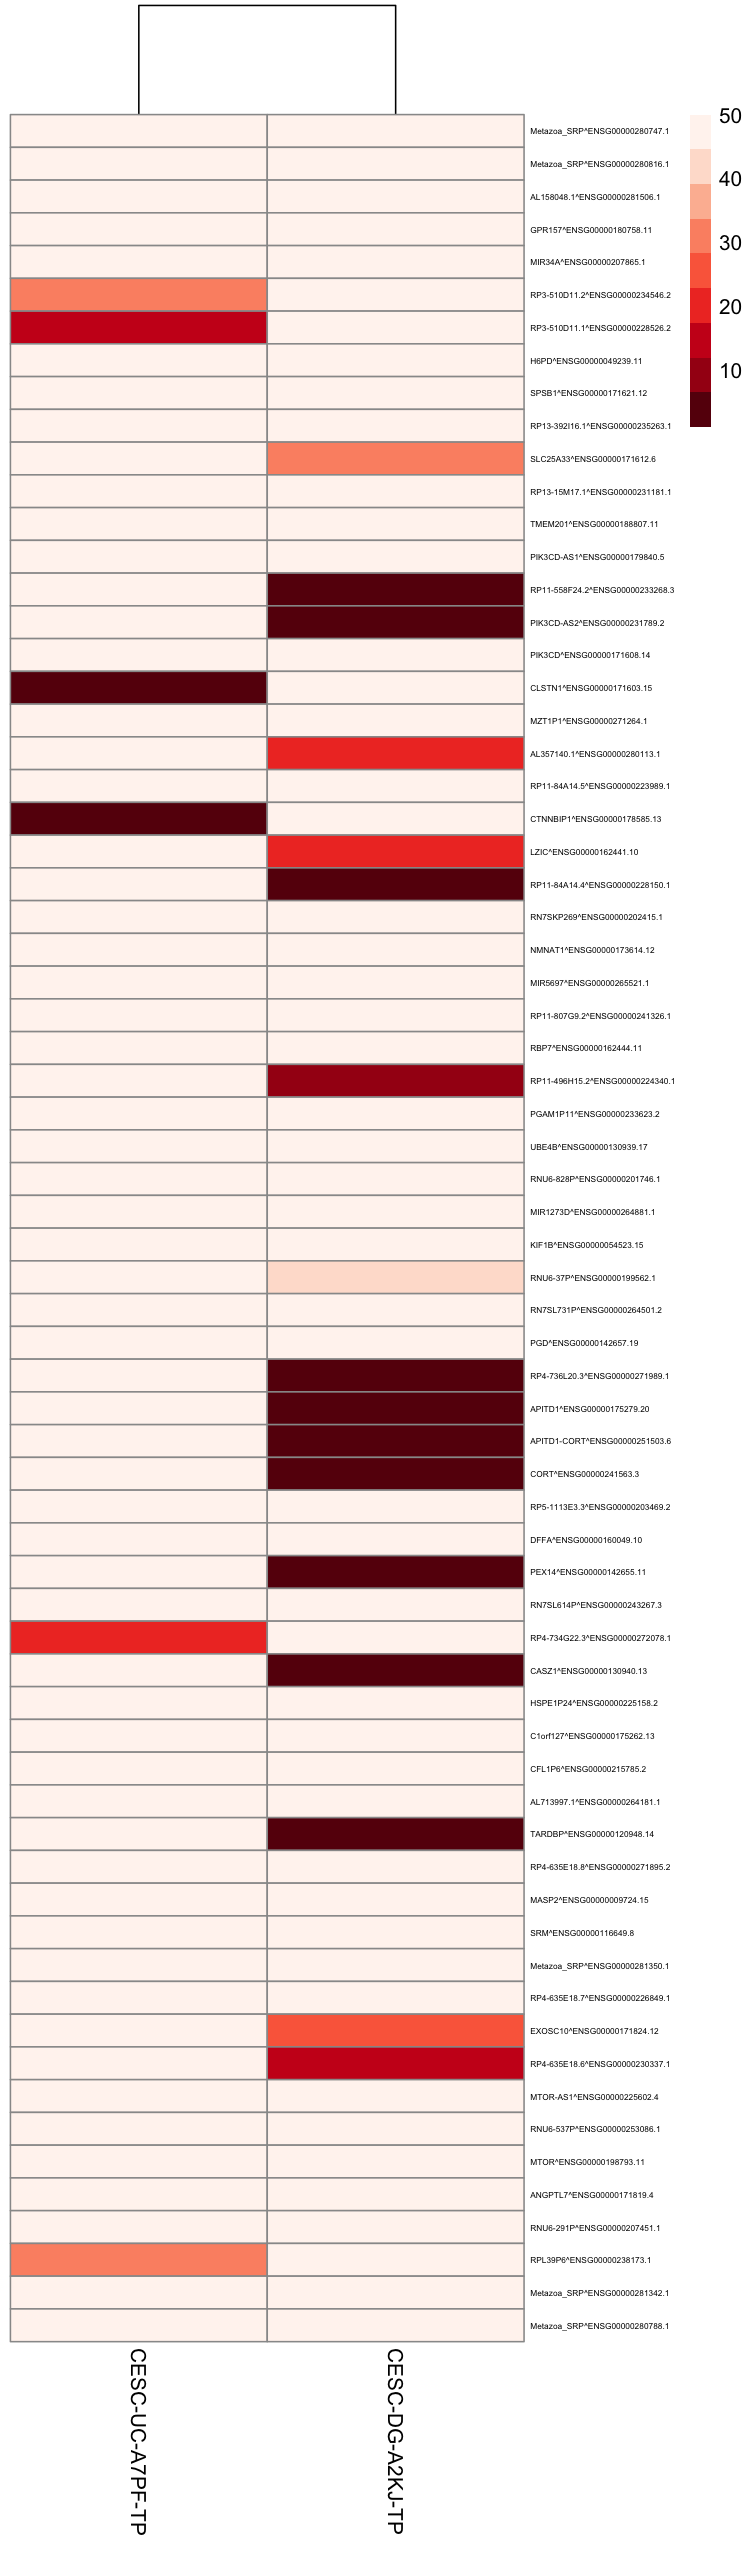 50
Metazoa_SRP^ENSG00000280747.1
Metazoa_SRP^ENSG00000280816.1
40
AL158048.1^ENSG00000281506.1
GPR157^ENSG00000180758.11
30
MIR34A^ENSG00000207865.1
RP3-510D11.2^ENSG00000234546.2
20
RP3-510D11.1^ENSG00000228526.2
H6PD^ENSG00000049239.11
10
SPSB1^ENSG00000171621.12
RP13-392I16.1^ENSG00000235263.1
SLC25A33^ENSG00000171612.6
RP13-15M17.1^ENSG00000231181.1
TMEM201^ENSG00000188807.11
PIK3CD-AS1^ENSG00000179840.5
RP11-558F24.2^ENSG00000233268.3
PIK3CD-AS2^ENSG00000231789.2
PIK3CD^ENSG00000171608.14
CLSTN1^ENSG00000171603.15
MZT1P1^ENSG00000271264.1
AL357140.1^ENSG00000280113.1
RP11-84A14.5^ENSG00000223989.1
CTNNBIP1^ENSG00000178585.13
LZIC^ENSG00000162441.10
RP11-84A14.4^ENSG00000228150.1
RN7SKP269^ENSG00000202415.1
NMNAT1^ENSG00000173614.12
MIR5697^ENSG00000265521.1
RP11-807G9.2^ENSG00000241326.1
RBP7^ENSG00000162444.11
RP11-496H15.2^ENSG00000224340.1
PGAM1P11^ENSG00000233623.2
UBE4B^ENSG00000130939.17
RNU6-828P^ENSG00000201746.1
MIR1273D^ENSG00000264881.1
KIF1B^ENSG00000054523.15
RNU6-37P^ENSG00000199562.1
RN7SL731P^ENSG00000264501.2
PGD^ENSG00000142657.19
RP4-736L20.3^ENSG00000271989.1
APITD1^ENSG00000175279.20
APITD1-CORT^ENSG00000251503.6
CORT^ENSG00000241563.3
RP5-1113E3.3^ENSG00000203469.2
DFFA^ENSG00000160049.10
PEX14^ENSG00000142655.11
RN7SL614P^ENSG00000243267.3
RP4-734G22.3^ENSG00000272078.1
CASZ1^ENSG00000130940.13
HSPE1P24^ENSG00000225158.2
C1orf127^ENSG00000175262.13
CFL1P6^ENSG00000215785.2
AL713997.1^ENSG00000264181.1
TARDBP^ENSG00000120948.14
RP4-635E18.8^ENSG00000271895.2
MASP2^ENSG00000009724.15
SRM^ENSG00000116649.8
Metazoa_SRP^ENSG00000281350.1
RP4-635E18.7^ENSG00000226849.1
EXOSC10^ENSG00000171824.12
RP4-635E18.6^ENSG00000230337.1
MTOR-AS1^ENSG00000225602.4
RNU6-537P^ENSG00000253086.1
MTOR^ENSG00000198793.11
ANGPTL7^ENSG00000171819.4
RNU6-291P^ENSG00000207451.1
RPL39P6^ENSG00000238173.1
Metazoa_SRP^ENSG00000281342.1
Metazoa_SRP^ENSG00000280788.1
CESC-UC-A7PF-TP
CESC-DG-A2KJ-TP